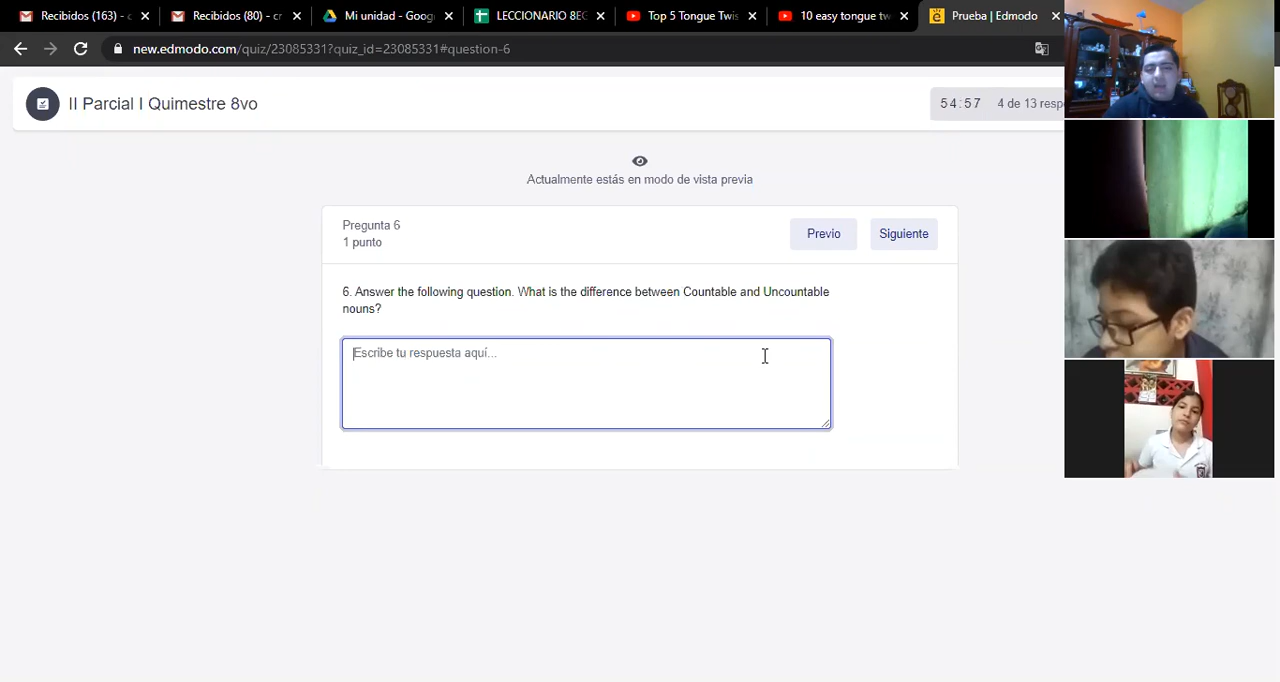 Recibidos (163) - c
Recibidos (80) - cr
Mi unidad - Goog
LECCIONARIO 8EG
Top 5 Tongue Twis
10 easy tongue tw
Prueba | Edmodo
new.edmodo.com/quiz/23085331?quiz_id=23085331#question-6
II Parcial I Quimestre 8vo
54:57 4 de 13 resp
Actualmente estás en modo de vista previa
Pregunta 6
1 punto
Previo
Siguiente
6. Answer the following question. What is the difference between Countable and Uncountable
nouns?
Escribe tu respuesta aquí...